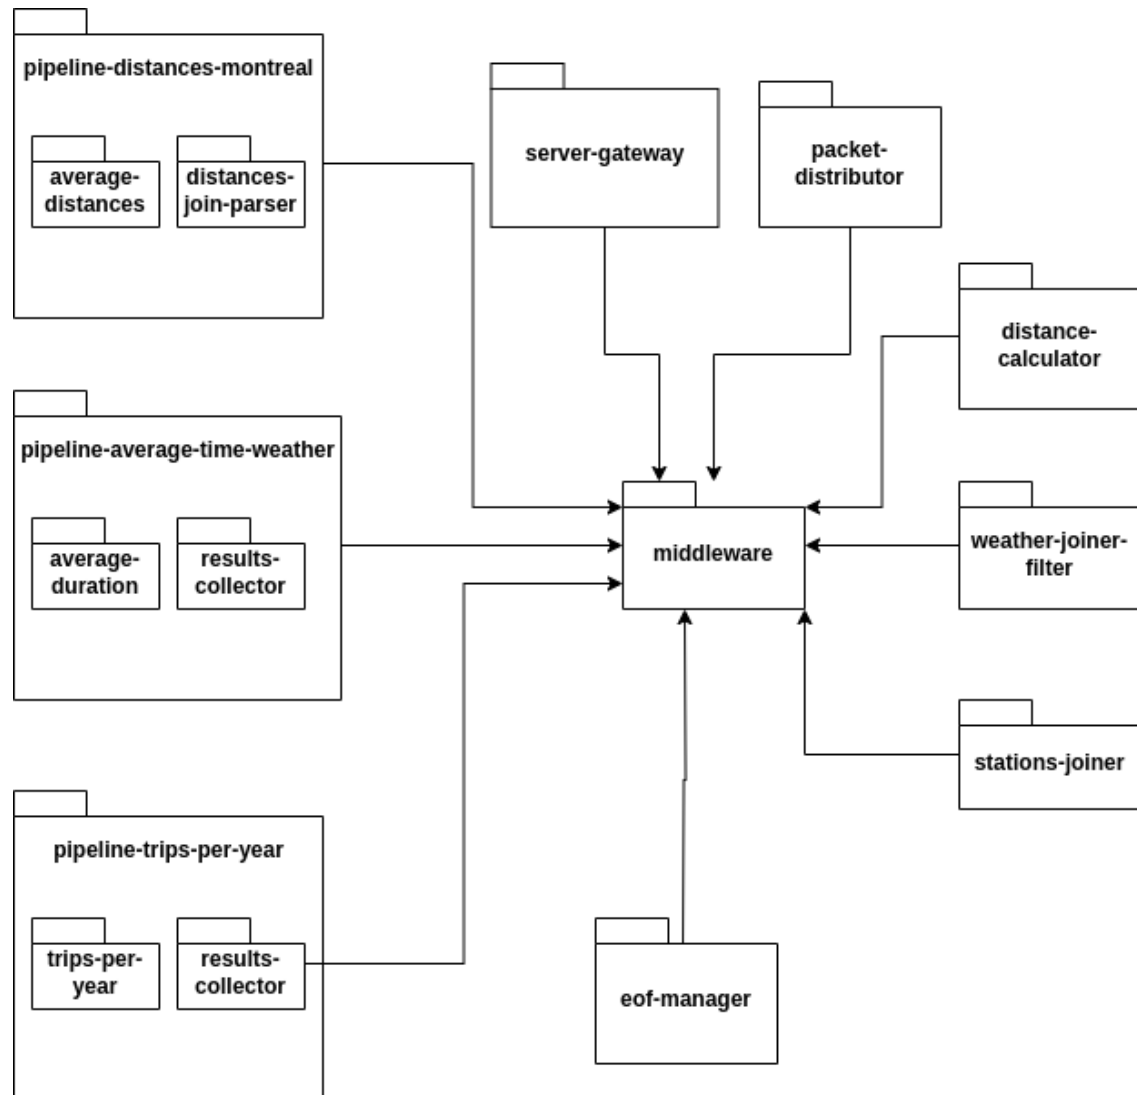 pipeline-distances-montreal
average-
distances
distances-
join-parser
server-gateway
packet-
distributor
distance-
calculator
pipeline-average-time-weather
average-
duration
results-
collector
middleware
weather-joiner-
filter
stations-joiner
pipeline-trips-per-year
trips-per-
year
results-
collector
eof-manager